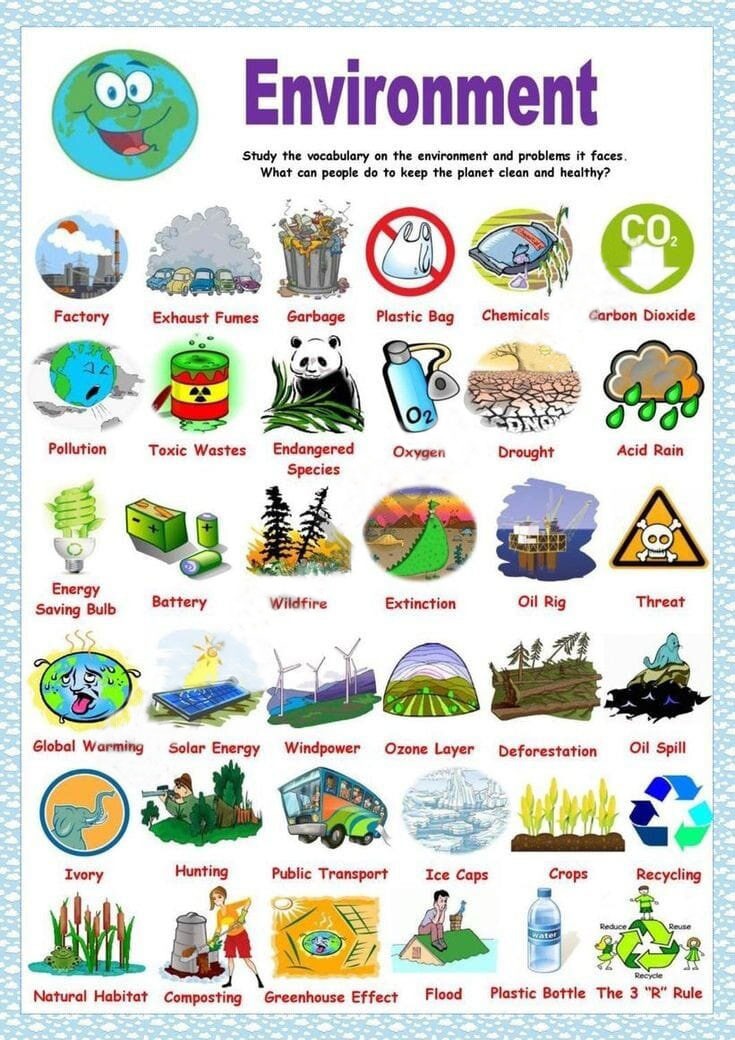 Environment
Study the vocabulary on the environment and problems it faces.
What can people do to keep the planet clean and healthy?
CO2
Factory
Exhaust Fumes
Garbage
Plastic Bag
Chemicals
Carbon Dioxide
O2
Pollution
Toxic Wastes
Endangered
Species
Oxygen
Drought
Acid Rain
- +
Energy
Saving Bulb
Battery
Wildfire
Extinction
Oil Rig
Threat
Global Warming
Solar Energy
Windpower
Ozone Layer
Deforestation
Oil Spill
Ivory
Hunting
Public Transport
Ice Caps
Crops
Recycling
water
Reduce
Reuse
Recycle
Natural Habitat
Composting
Greenhouse Effect
Flood
Plastic Bottle
The 3 "R" Rule